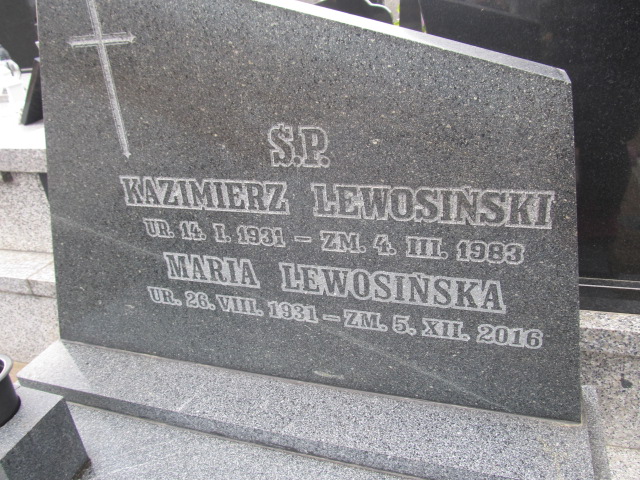 Ś.P.
KAZIMIERZ LEWOSIŃSKI
UR. 14. I. 1931 – ZM. 4. III. 1983
MARIA LEWOSIŃSKA
UR. 26. VIII. 1931 – ZM. 5. XII. 2016